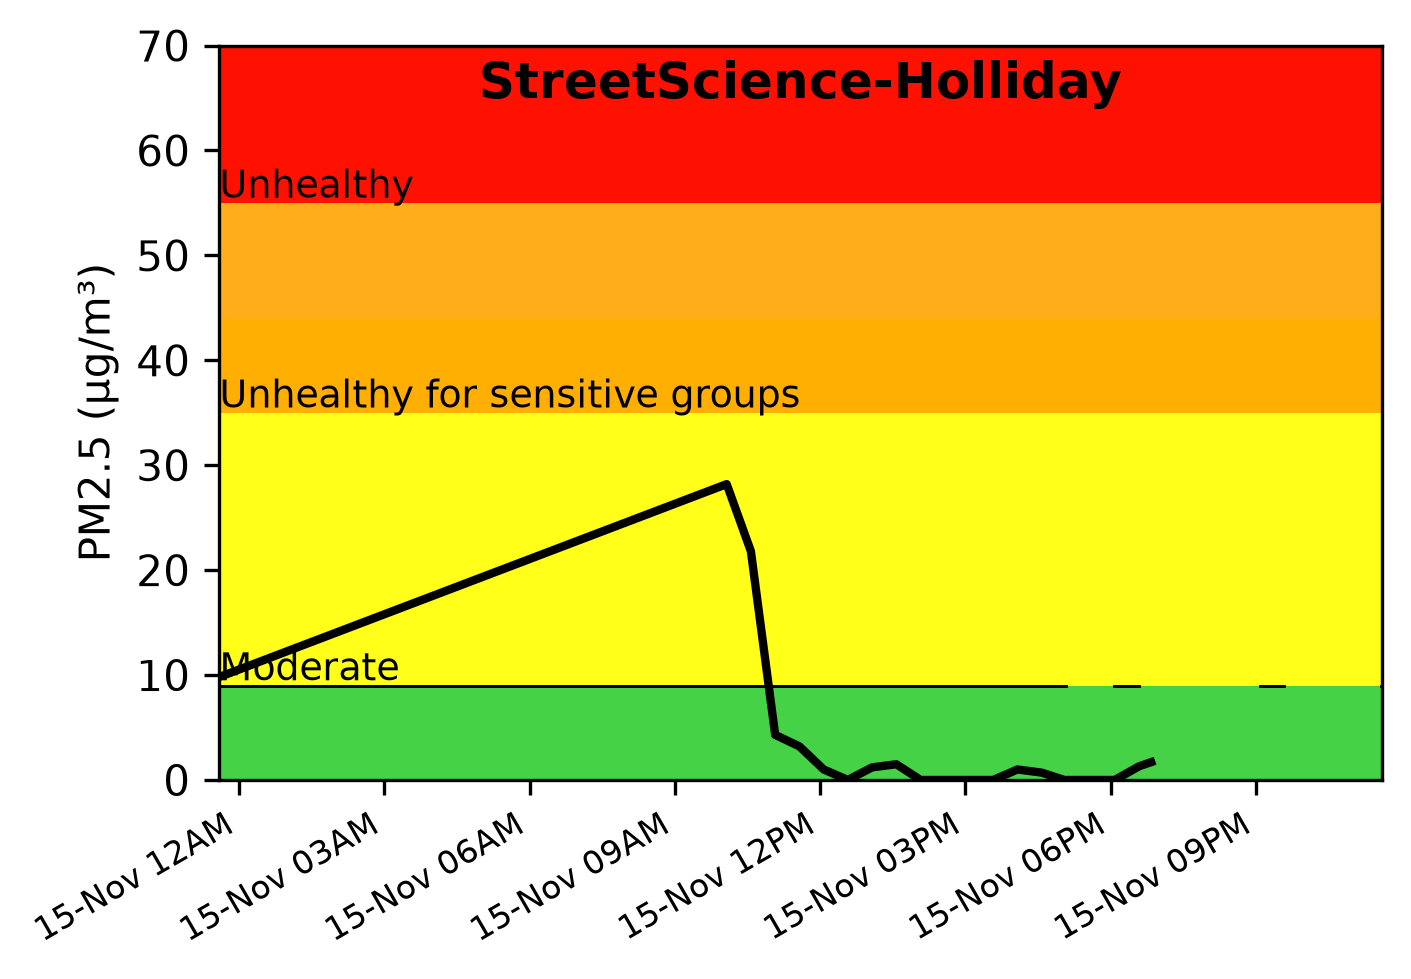 StreetScience-Holliday
PM2.5 (µg/m³)
70
60
50
40
30
20
10
0
Unhealthy
Unhealthy for sensitive groups
Moderate
15-Nov 12AM
15-Nov 03AM
15-Nov 06AM
15-Nov 09AM
15-Nov 12PM
15-Nov 03PM
15-Nov 06PM
15-Nov 09PM